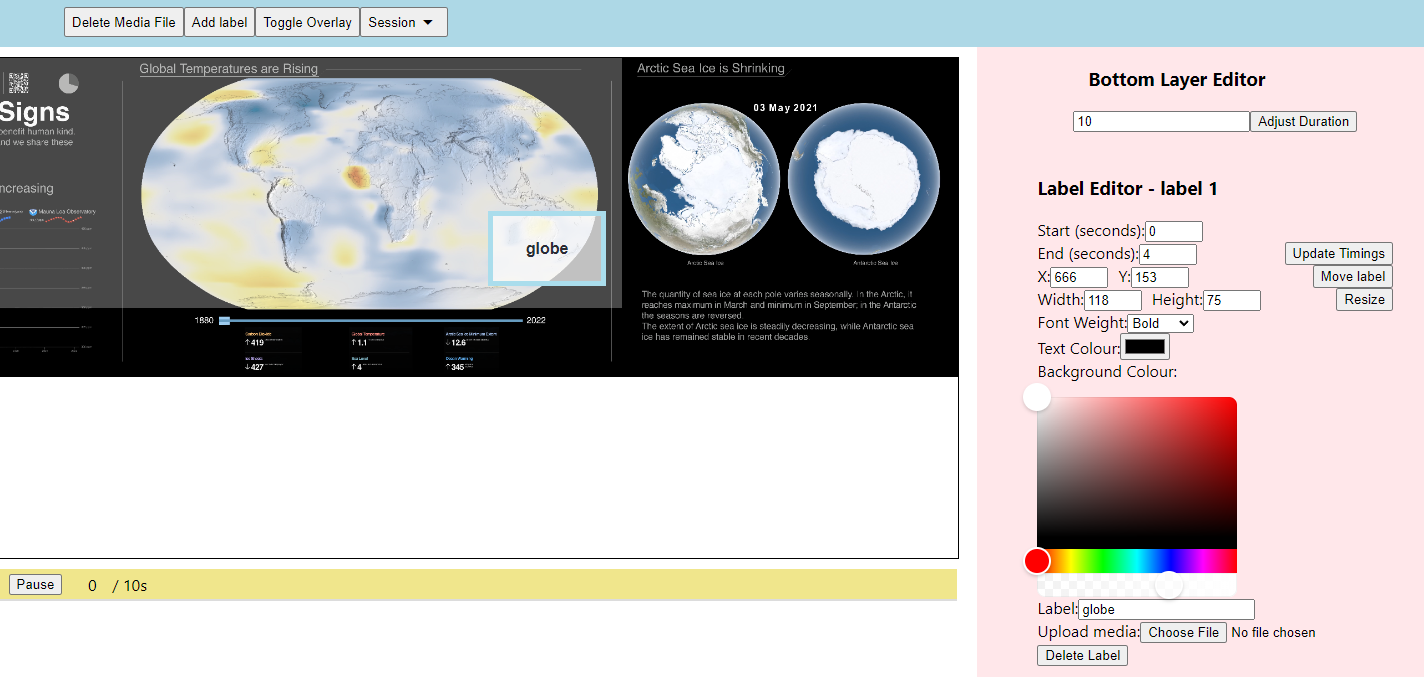 Delete Media File Add label Toggle Overlay Session
Global Temperatures are Rising
Arctic Sea Ice is Shrinking
Signs
benefit human kind.
nd we share these
ncreasing
Mauna Loa Observatory
03 May 2021
globe
Arctic Sea Ice
Antarctic Sea Ice
The quantity of sea ice at each pole varies seasonally. In the Arctic, it
reaches maximum in March and minimum in September; in the Antarctic
the seasons are reversed
The extent of Arctic sea ice is steadily decreasing, while Antarctic sea
ice has remained stable in recent decades
1880 2022
Carbon Dioxide Global Temperature Arctic Sea Ice Minimum Extent
↑ 419 ↑ 1.1 ↓ 12.6
Ice Sheets Sea Level Ocean Warming
↓ 427 ↑ 4 ↑ 345
Pause 0 / 10s
Bottom Layer Editor
10 Adjust Duration
Label Editor - label 1
Start (seconds): 0
End (seconds): 4 Update Timings
X: 666 Y: 153 Move label
Width: 118 Height: 75 Resize
Font Weight: Bold
Text Colour:
Background Colour:
Label: globe
Upload media: Choose File No file chosen
Delete Label